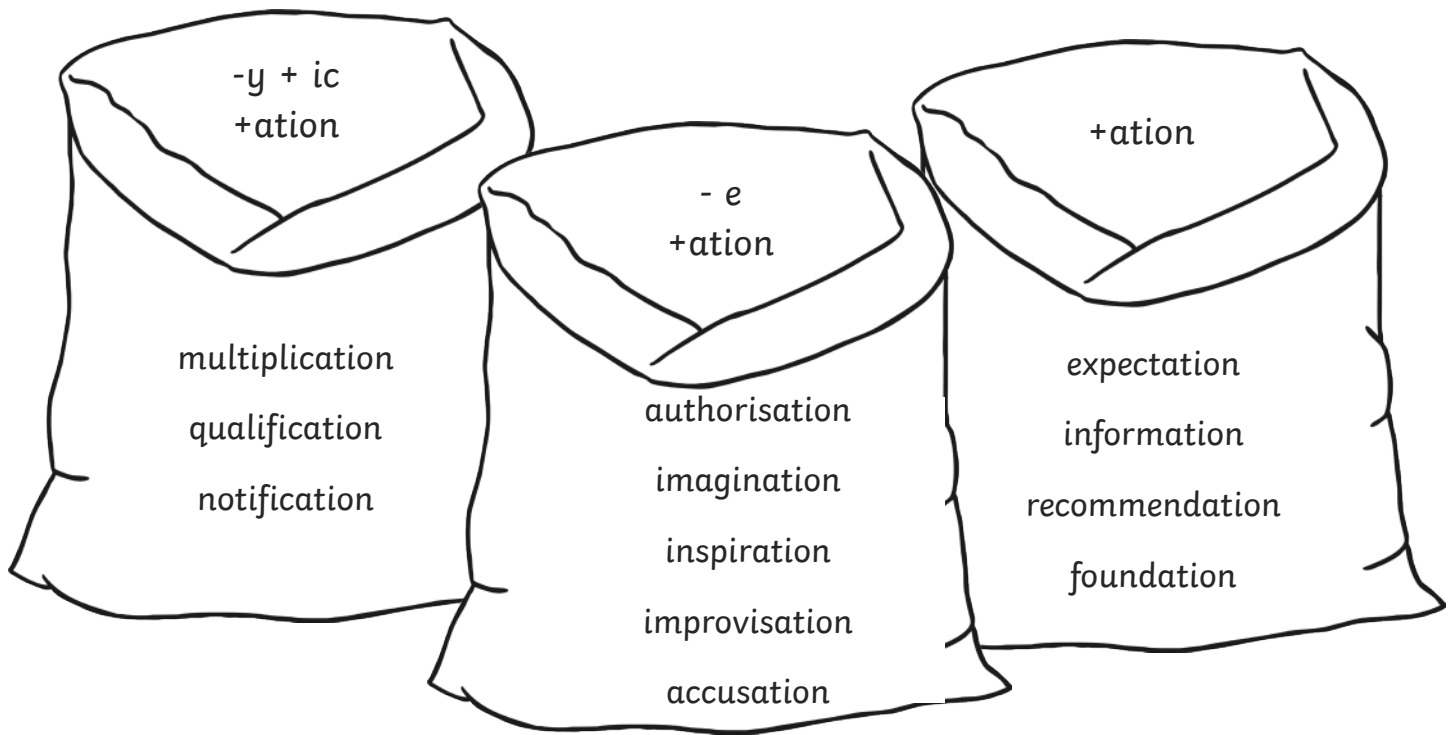 -y + ic
+ation
multiplication
qualification
notification
- e
+ation
authorisation
imagination
inspiration
improvisation
accusation
+ation
expectation
information
recommendation
foundation